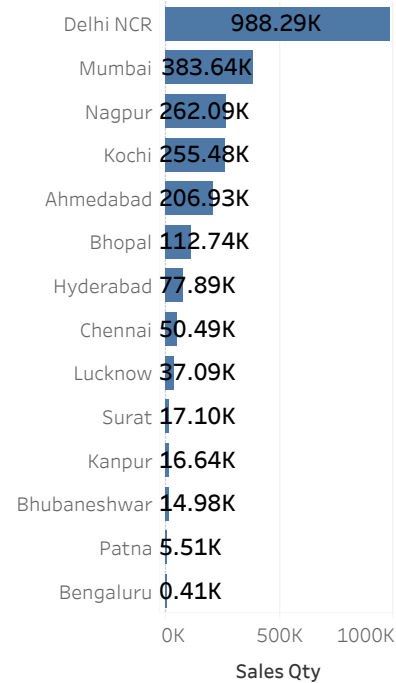 Delhi NCR 988.29K
Mumbai 383.64K
Nagpur 262.09K
Kochi 255.48K
Ahmedabad 206.93K
Bhopal 112.74K
Hyderabad 77.89K
Chennai 50.49K
Lucknow 37.09K
Surat 17.10K
Kanpur 16.64K
Bhubaneshwar 14.98K
Patna 5.51K
Bengaluru 0.41K
0K 500K 1000K
Sales Qty